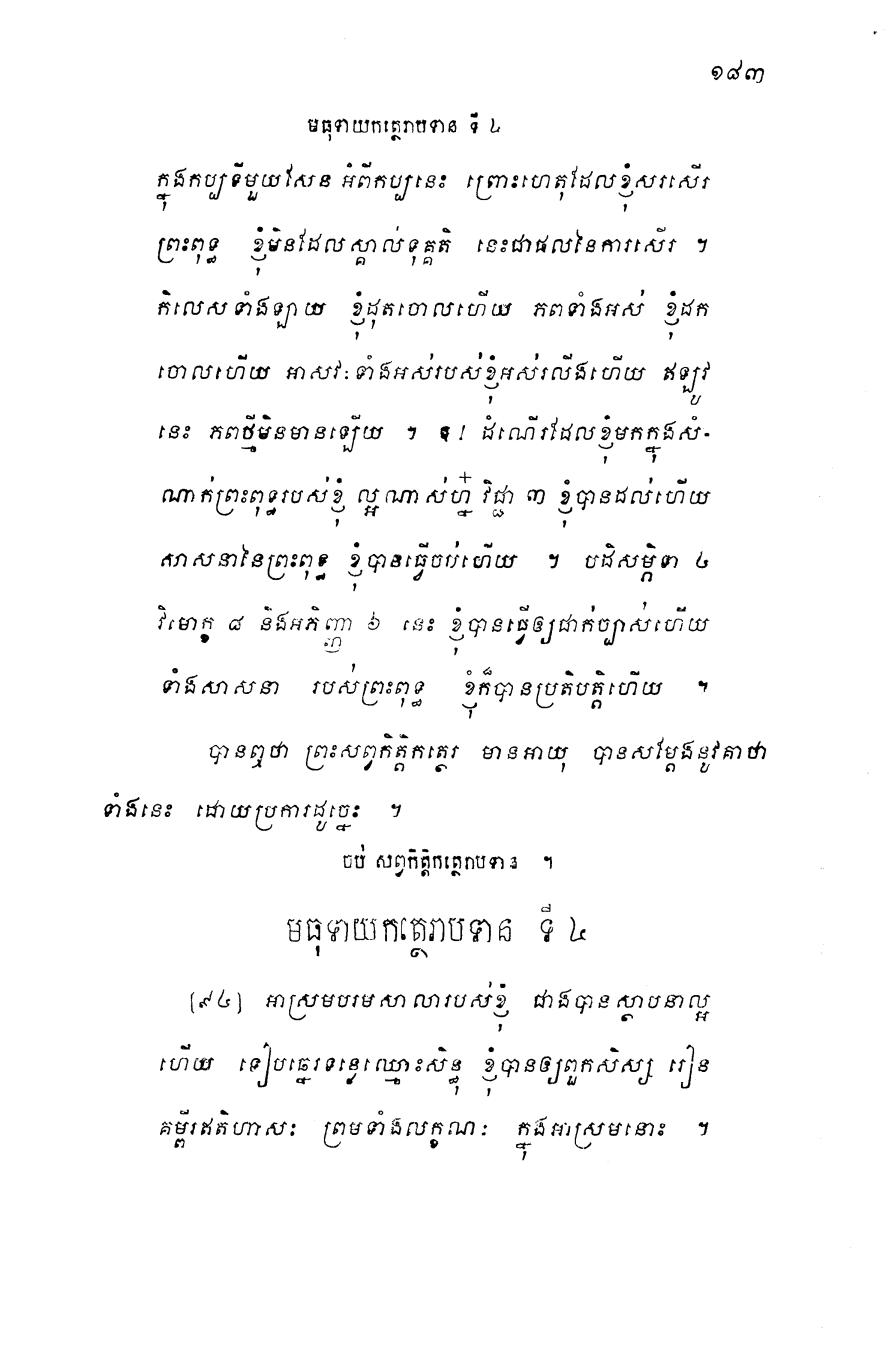 ១៨៣
មធុទាយកត្ថេរាបទាន ទី ៤
ក្នុងកប្បទីមួយសែន អំពីកប្បនេះ ព្រោះហេតុដែលខ្ញុំសរសើរ
ព្រះពុទ្ធ ខ្ញុំមិនដែលស្គាល់ទុគ្គតិ នេះជាផលនៃការសើរ ។
កិលេសទាំងឡាយ ខ្ញុំដុតចោលហើយ ភពទាំងអស់ ខ្ញុំដក
ចោលហើយ អាសវៈទាំងអស់របស់ខ្ញុំអស់រលីងហើយ ឥឡូវ
នេះ ភពថ្មីមិនមានឡើយ ។ ឱ! ដំណើរដែលខ្ញុំមកក្នុងសំ-
ណាក់ព្រះពុទ្ធរបស់ខ្ញុំ ល្អណាស់ហ្ន៎ វិជ្ជា ៣ ខ្ញុំបានដល់ហើយ
សាសនានៃព្រះពុទ្ធ ខ្ញុំបានធ្វើចប់ហើយ ។ បដិសម្ភិទា ៤
វិមោក្ខ ៨ និងអភិញ្ញា ៦ នេះ ខ្ញុំបានធ្វើឲ្យជាក់ច្បាស់ហើយ
ទាំងសាសនា របស់ព្រះពុទ្ធ ខ្ញុំក៏បានប្រតិបត្តិហើយ ។
បានឮថា ព្រះសព្វកិត្តិកត្ថេរ មានអាយុ បានសម្ដែងនូវគាថា
ទាំងនេះ ដោយប្រការដូច្នេះ ។
ចប់ សព្វកិត្តិកត្ថេរាបទាន ។
មធុទាយកត្ថេរាបទាន ទី ៤
[៩៤] អាស្រមបរមសាលារបស់ខ្ញុំ ជាងបានស្ថាបនាល្អ
ហើយ ទៀបឆ្នេរទន្លេឈ្មោះសិន្ធុ ខ្ញុំបានឲ្យពួកសិស្ស រៀន
គម្ពីរឥតិហាសៈ ព្រមទាំងលក្ខណៈ ក្នុងអាស្រមនោះ ។